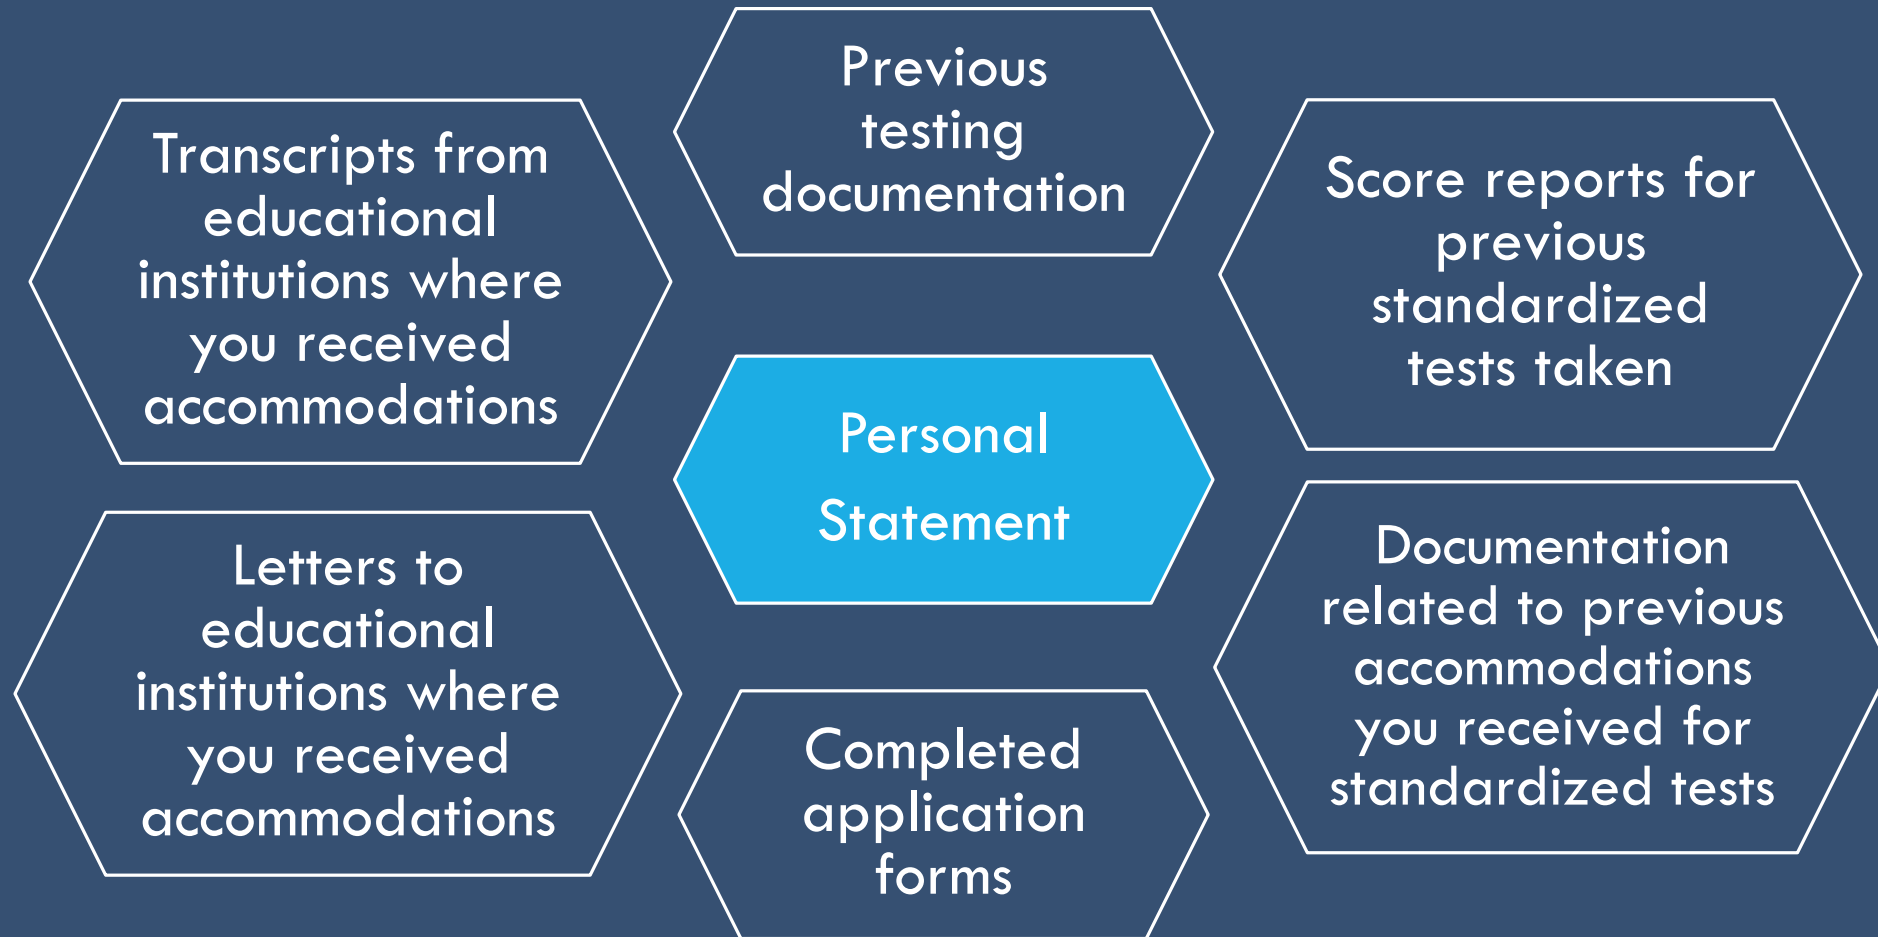 Previous
testing
documentation
Transcripts from
educational
institutions where
you received
accommodations
Score reports for
previous
standardized
tests taken
Personal
Statement
Letters to
educational
institutions where
you received
accommodations
Documentation
related to previous
accommodations
you received for
standardized tests
Completed
application
forms